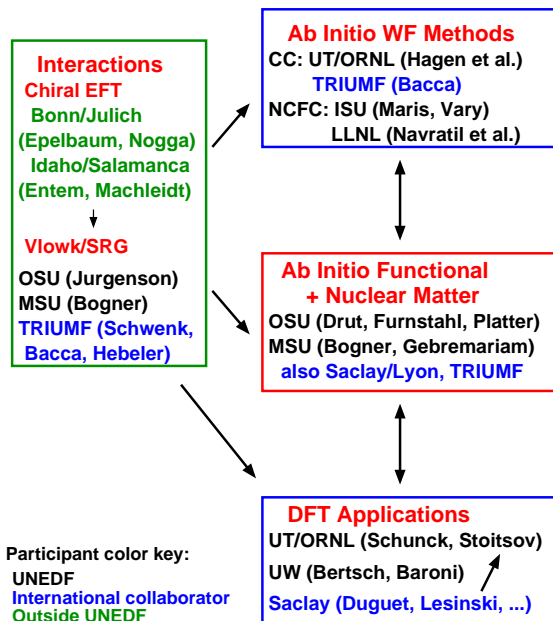 Interactions
Chiral EFT
Bonn/Julich
(Epelbaum, Nogga)
Idaho/Salamanca
(Entem, Machleidt)
Vlowk/SRG
OSU (Jurgenson)
MSU (Bogner)
TRIUMF (Schwenk,
Bacca, Hebeler)
Ab Initio WF Methods
CC: UT/ORNL (Hagen et al.)
TRIUMF (Bacca)
NCFC: ISU (Maris, Vary)
LLNL (Navratil et al.)
Ab Initio Functional
+ Nuclear Matter
OSU (Drut, Furnstahl, Platter)
MSU (Bogner, Gebremariam)
also Saclay/Lyon, TRIUMF
DFT Applications
UT/ORNL (Schunck, Stoitsov)
UW (Bertsch, Baroni)
Saclay (Duguet, Lesinski, ...)
Participant color key:
UNEDF
International collaborator
Outside UNEDF